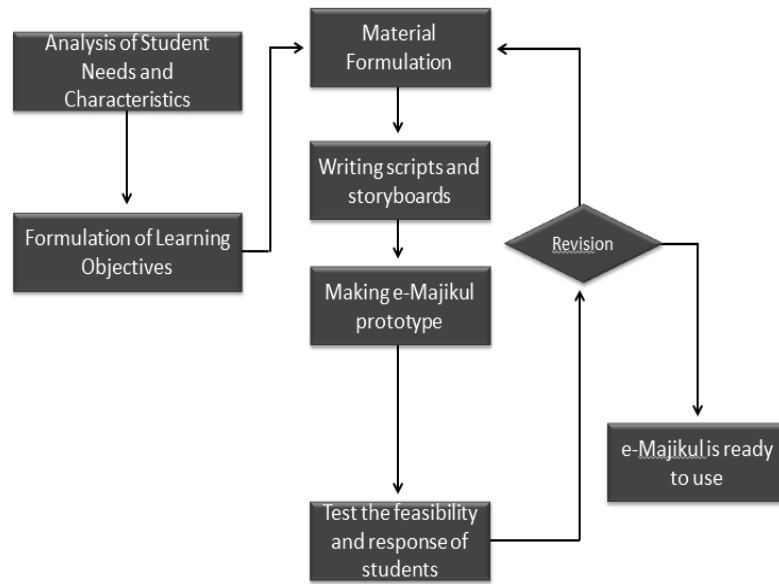 Analysis of Student
Needs and
Characteristics
Formulation of Learning
Objectives
Material
Formulation
Writing scripts and
storyboards
Making e-Majikul
prototype
Test the feasibility
and response of
students
Revision
e-Majikul is ready
to use